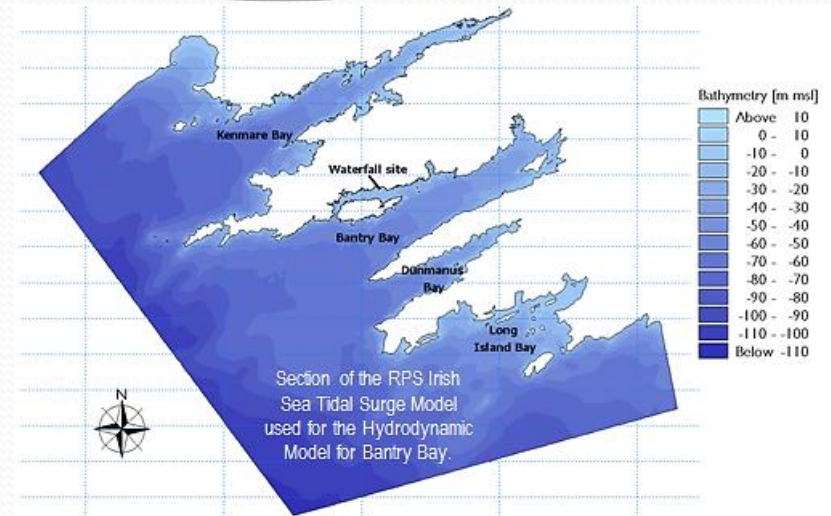 Kenmare Bay
Waterfall site
Bantry Bay
Dunmanus
Bay
Long
Island Bay
Section of the RPS Irish
Sea Tidal Surge Model
used for the Hydrodynamic
Model for Bantry Bay.
N
Bathymetry [m msl]
Above 10
0 - 10
-10 - 0
-20 - -10
-30 - -20
-40 - -30
-50 - -40
-60 - -50
-70 - -60
-80 - -70
-90 - -80
-100 - -90
-110 - -100
Below -110